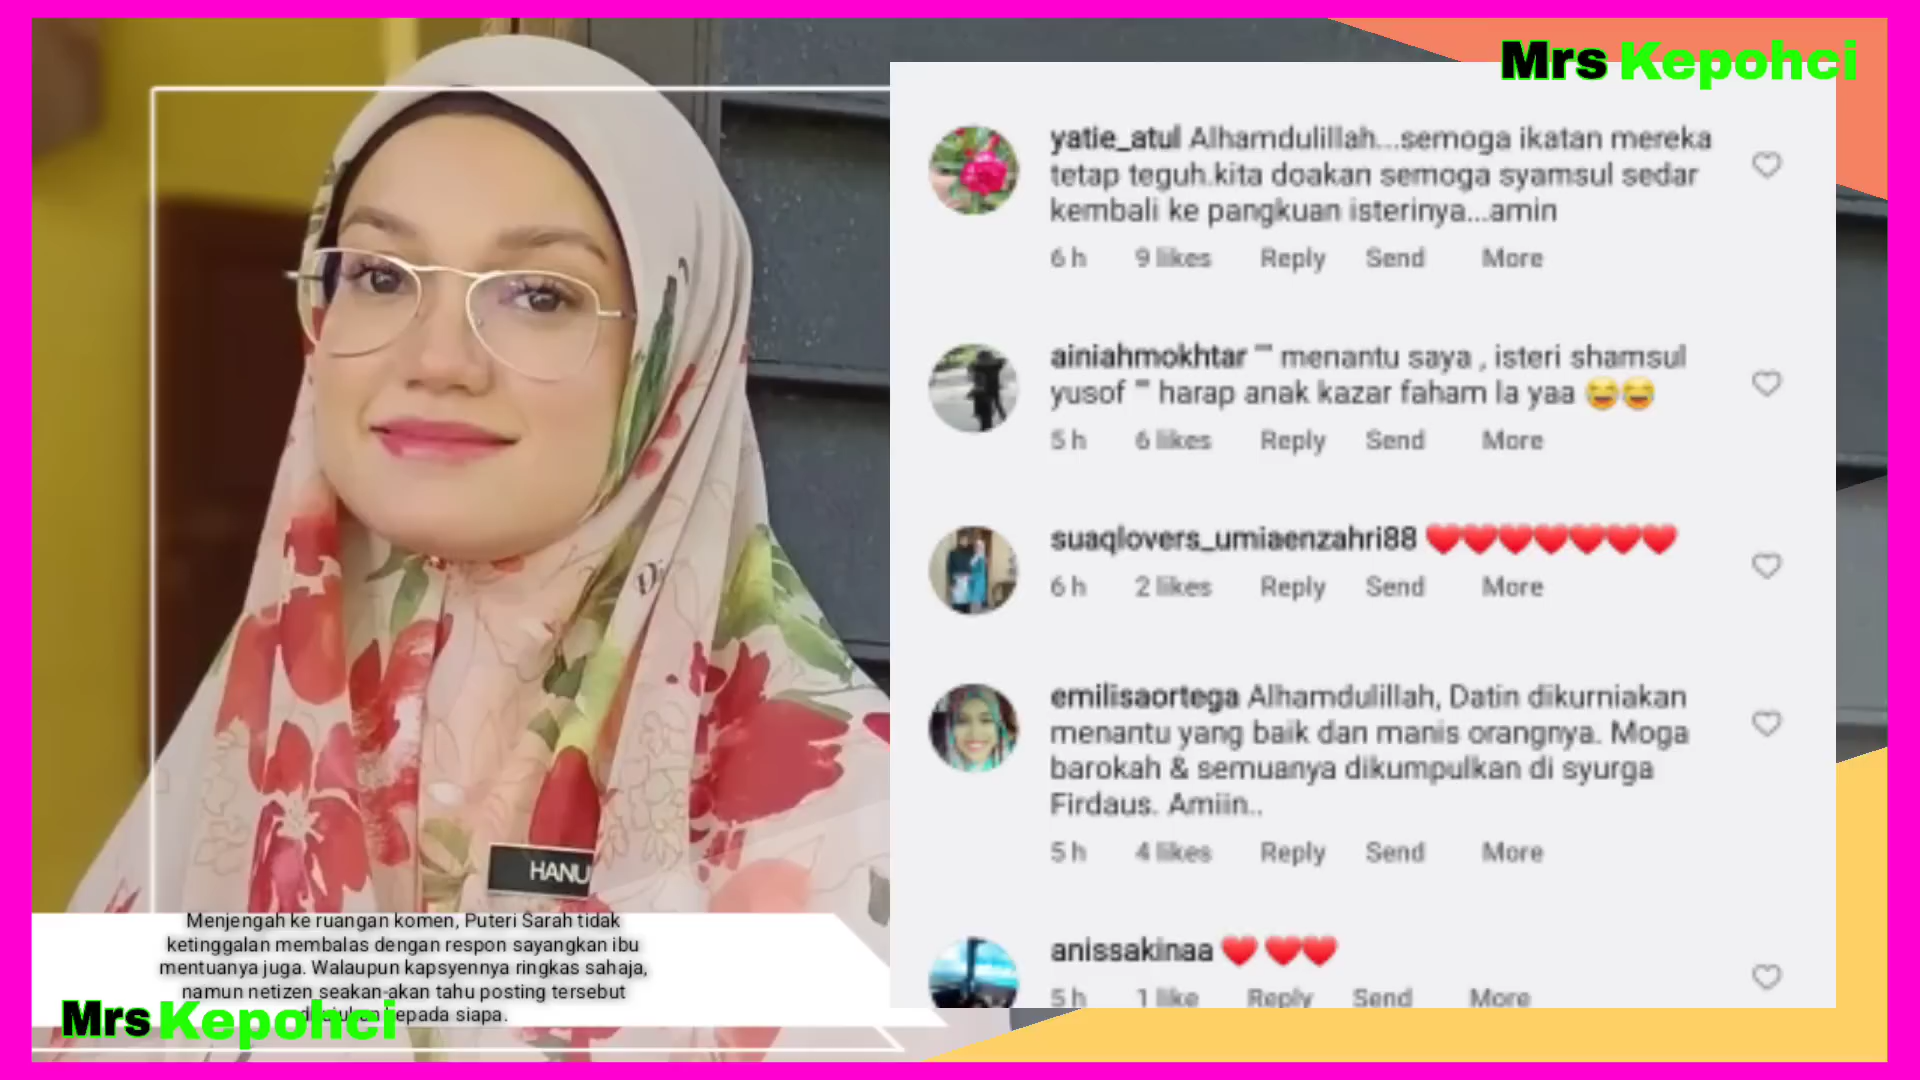 Mrs Kepohci
yatie_atul Alhamdulillah...semoga ikatan mereka
tetap teguh.kita doakan semoga syamsul sedar
kembali ke pangkuan isterinya...amin
6 h 9 likes Reply Send More
ainiahmokhtar "" menantu saya , isteri shamsul
yusof "" harap anak kazar faham la yaa 😂😂
5 h 6 likes Reply Send More
suaqlovers_umiaenzahri88 ❤️❤️❤️❤️❤️❤️❤️
6 h 2 likes Reply Send More
emilisaortega Alhamdulillah, Datin dikurniakan
menantu yang baik dan manis orangnya. Moga
barokah & semuanya dikumpulkan di syurga
Firdaus. Amiin..
5 h 4 likes Reply Send More
anissakinaa ❤️ ❤️❤️
5 h 1 like Reply Send More
Di
HANU
Menjengah ke ruangan komen, Puteri Sarah tidak
ketinggalan membalas dengan respon sayangkan ibu
mentuanya juga. Walaupun kapsyennya ringkas sahaja,
namun netizen seakan-akan tahu posting tersebut
kepada siapa.
Mrs Kepohci